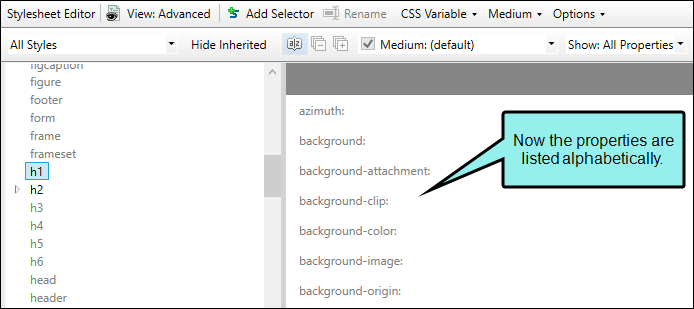 Stylesheet Editor View: Advanced Add Selector Rename CSS Variable Medium Options
All Styles Hide Inherited Medium: (default) Show: All Properties
figcaption
figure
footer
form
frame
frameset
h1
h2
h3
h4
h5
h6
head
header
azimuth:
background:
background-attachment:
background-clip:
background-color:
background-image:
background-origin:
Now the properties are
listed alphabetically.